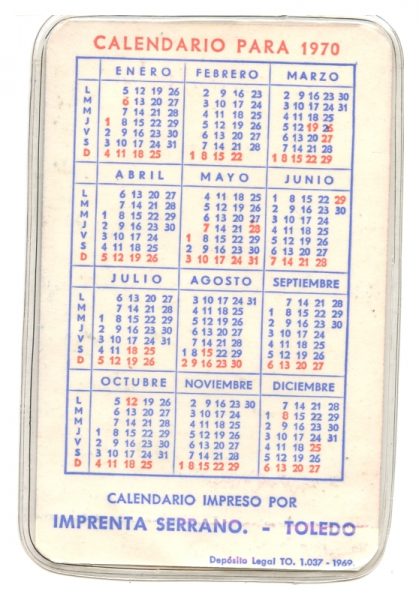 CALENDARIO PARA 1970
ENERO FEBRERO MARZO
L 5 12 19 26 2 9 16 23 2 9 16 23 30
M 6 13 20 27 3 10 17 24 3 10 17 24 31
M 7 14 21 28 4 11 18 25 4 11 18 25
J 1 8 15 22 29 5 12 19 26 5 12 19 26
V 2 9 16 23 30 6 13 20 27 6 13 20 27
S 3 10 17 24 31 7 14 21 28 7 14 21 28
D 4 11 18 25 1 8 15 22 1 8 15 22 29
ABRIL MAYO JUNIO
L 6 13 20 27 4 11 18 25 1 8 15 22 29
M 7 14 21 28 5 12 19 26 2 9 16 23 30
M 1 8 15 22 29 6 13 20 27 3 10 17 24
J 2 9 16 23 30 7 14 21 28 4 11 18 25
V 3 10 17 24 1 8 15 22 29 5 12 19 26
S 4 11 18 25 2 9 16 23 30 6 13 20 27
D 5 12 19 26 3 10 17 24 31 7 14 21 28
JULIO AGOSTO SEPTIEMBRE
L 6 13 20 27 3 10 17 24 31 7 14 21 28
M 7 14 21 28 4 11 18 25 1 8 15 22 29
M 1 8 15 22 29 5 12 19 26 2 9 16 23 30
J 2 9 16 23 30 6 13 20 27 3 10 17 24
V 3 10 17 24 31 7 14 21 28 4 11 18 25
S 4 11 18 25 1 8 15 22 29 5 12 19 26
D 5 12 19 26 2 9 16 23 30 6 13 20 27
OCTUBRE NOVIEMBRE DICIEMBRE
L 5 12 19 26 2 9 16 23 30 7 14 21 28
M 6 13 20 27 3 10 17 24 1 8 15 22 29
M 7 14 21 28 4 11 18 25 2 9 16 23 30
J 1 8 15 22 29 5 12 19 26 3 10 17 24 31
V 2 9 16 23 30 6 13 20 27 4 11 18 25
S 3 10 17 24 31 7 14 21 28 5 12 19 26
D 4 11 18 25 1 8 15 22 29 6 13 20 27
CALENDARIO IMPRESO POR
IMPRENTA SERRANO. - TOLEDO
Depósito Legal TO. 1.037 - 1969.